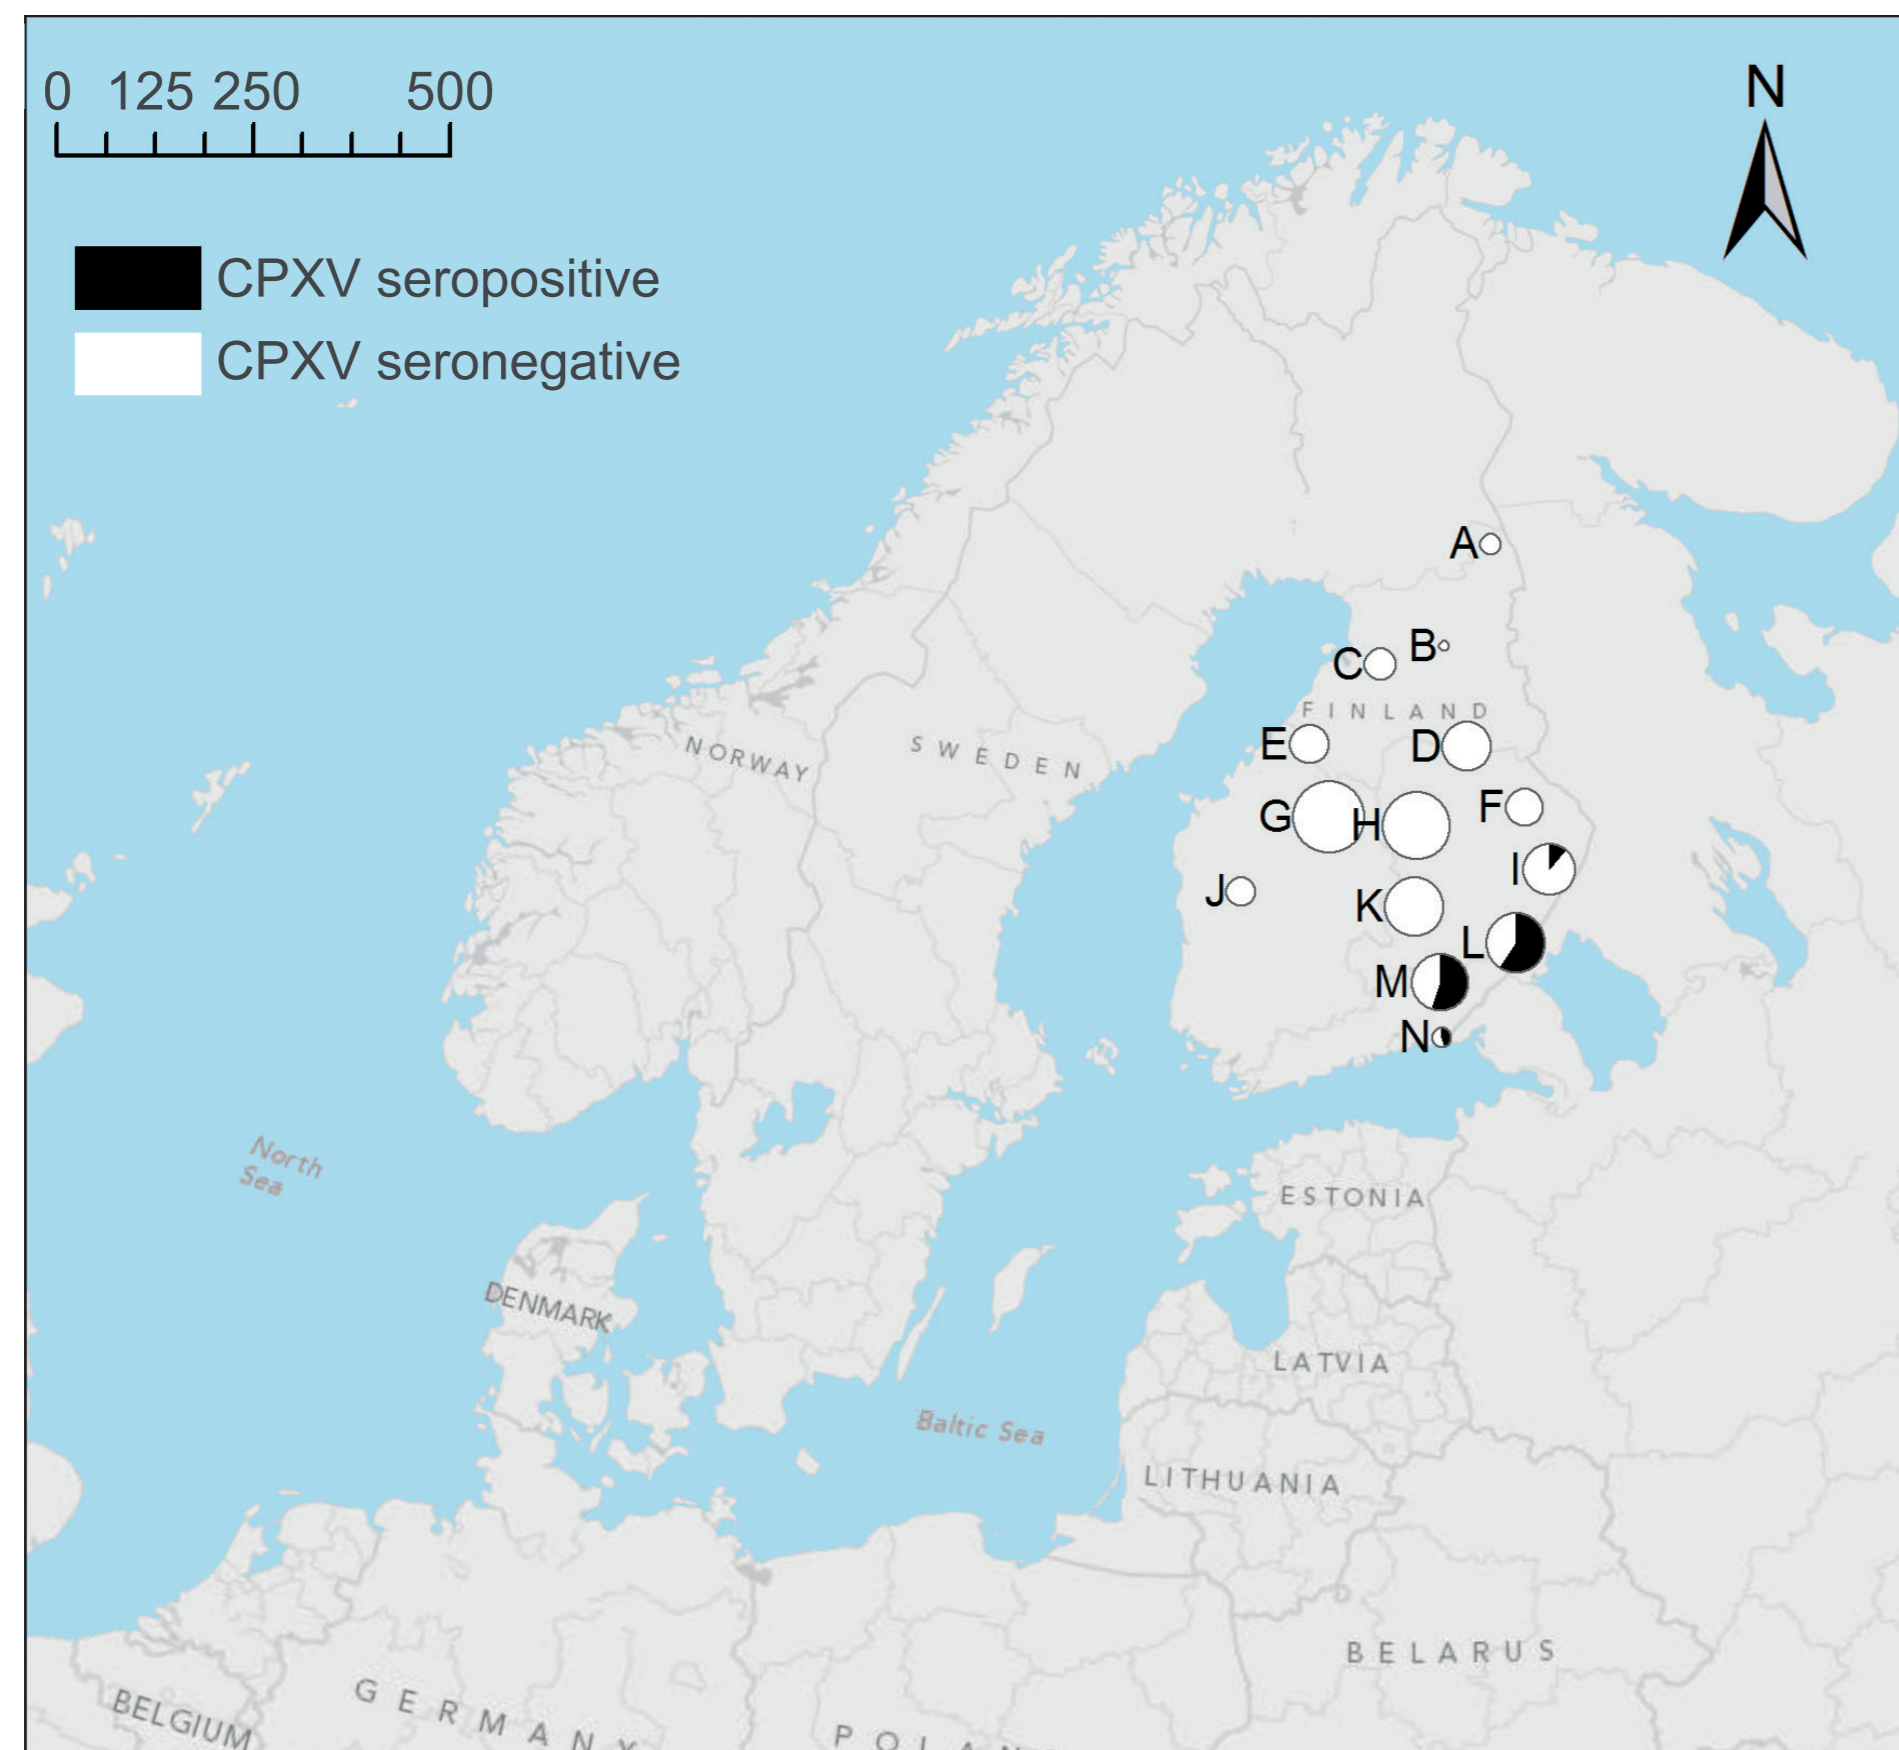 0 125 250 500
N
CPXV seropositive
CPXV seronegative
A
B
C
FINLAND
E
D
NORWAY
SWEDEN
G
H
F
I
J
K
L
M
N
North
Sea
ESTONIA
DENMARK
LATVIA
Baltic Sea
LITHUANIA
BELARUS
BELGIUM
GERMANY
POLAN